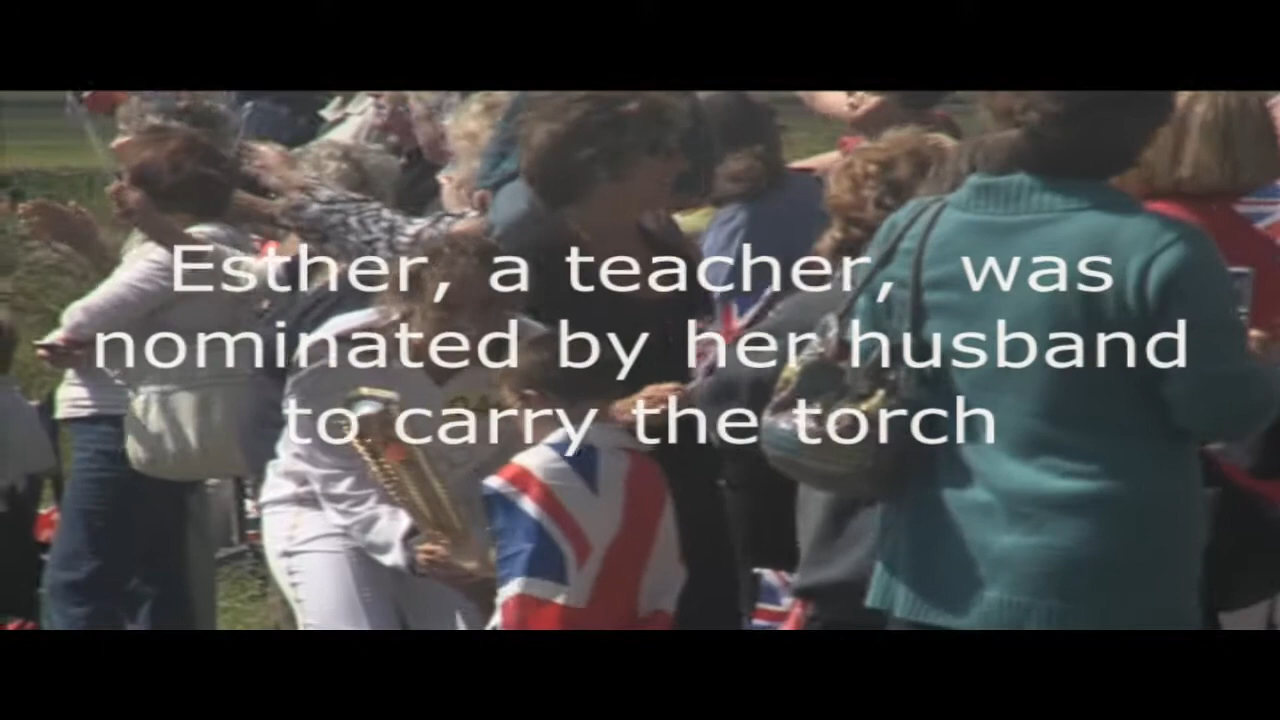 Esther, a teacher,  was
nominated by her husband
to carry the torch